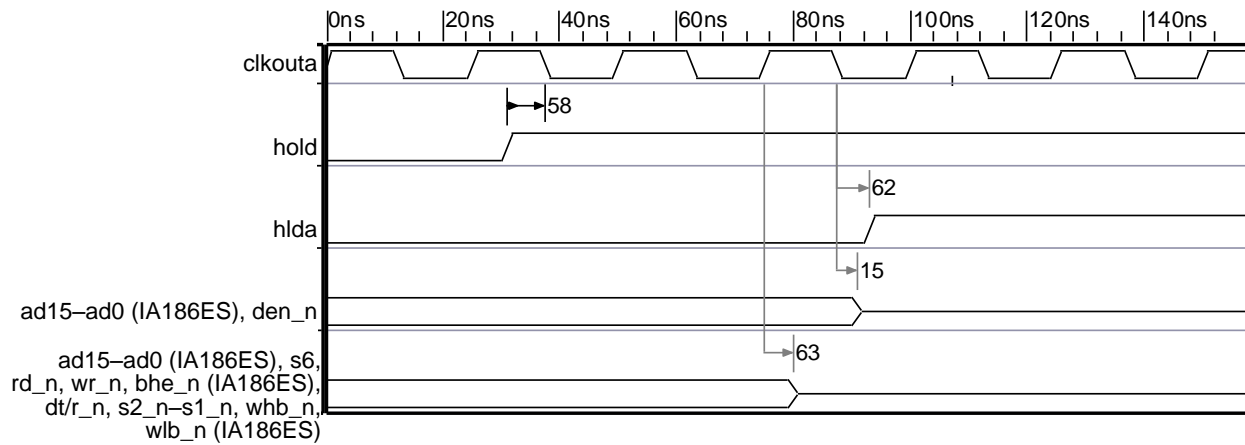 0ns 20ns 40ns 60ns 80ns 100ns 120ns 140ns
clkouta
58
hold
62
hlda
15
ad15–ad0 (IA186ES), den_n
63
ad15–ad0 (IA186ES), s6,
rd_n, wr_n, bhe_n (IA186ES),
dt/r_n, s2_n–s1_n, whb_n,
wlb_n (IA186ES)